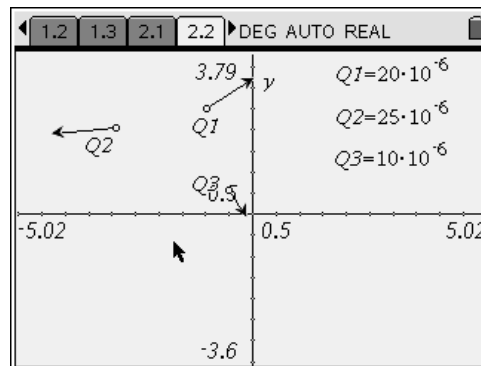 1.2 1.3 2.1 2.2 DEG AUTO REAL
3.79 y Q1=20·10⁻⁶
Q1 Q2=25·10⁻⁶
Q2
Q3=10·10⁻⁶
Q3
0.5
-5.02 0.5 5.02
-3.6